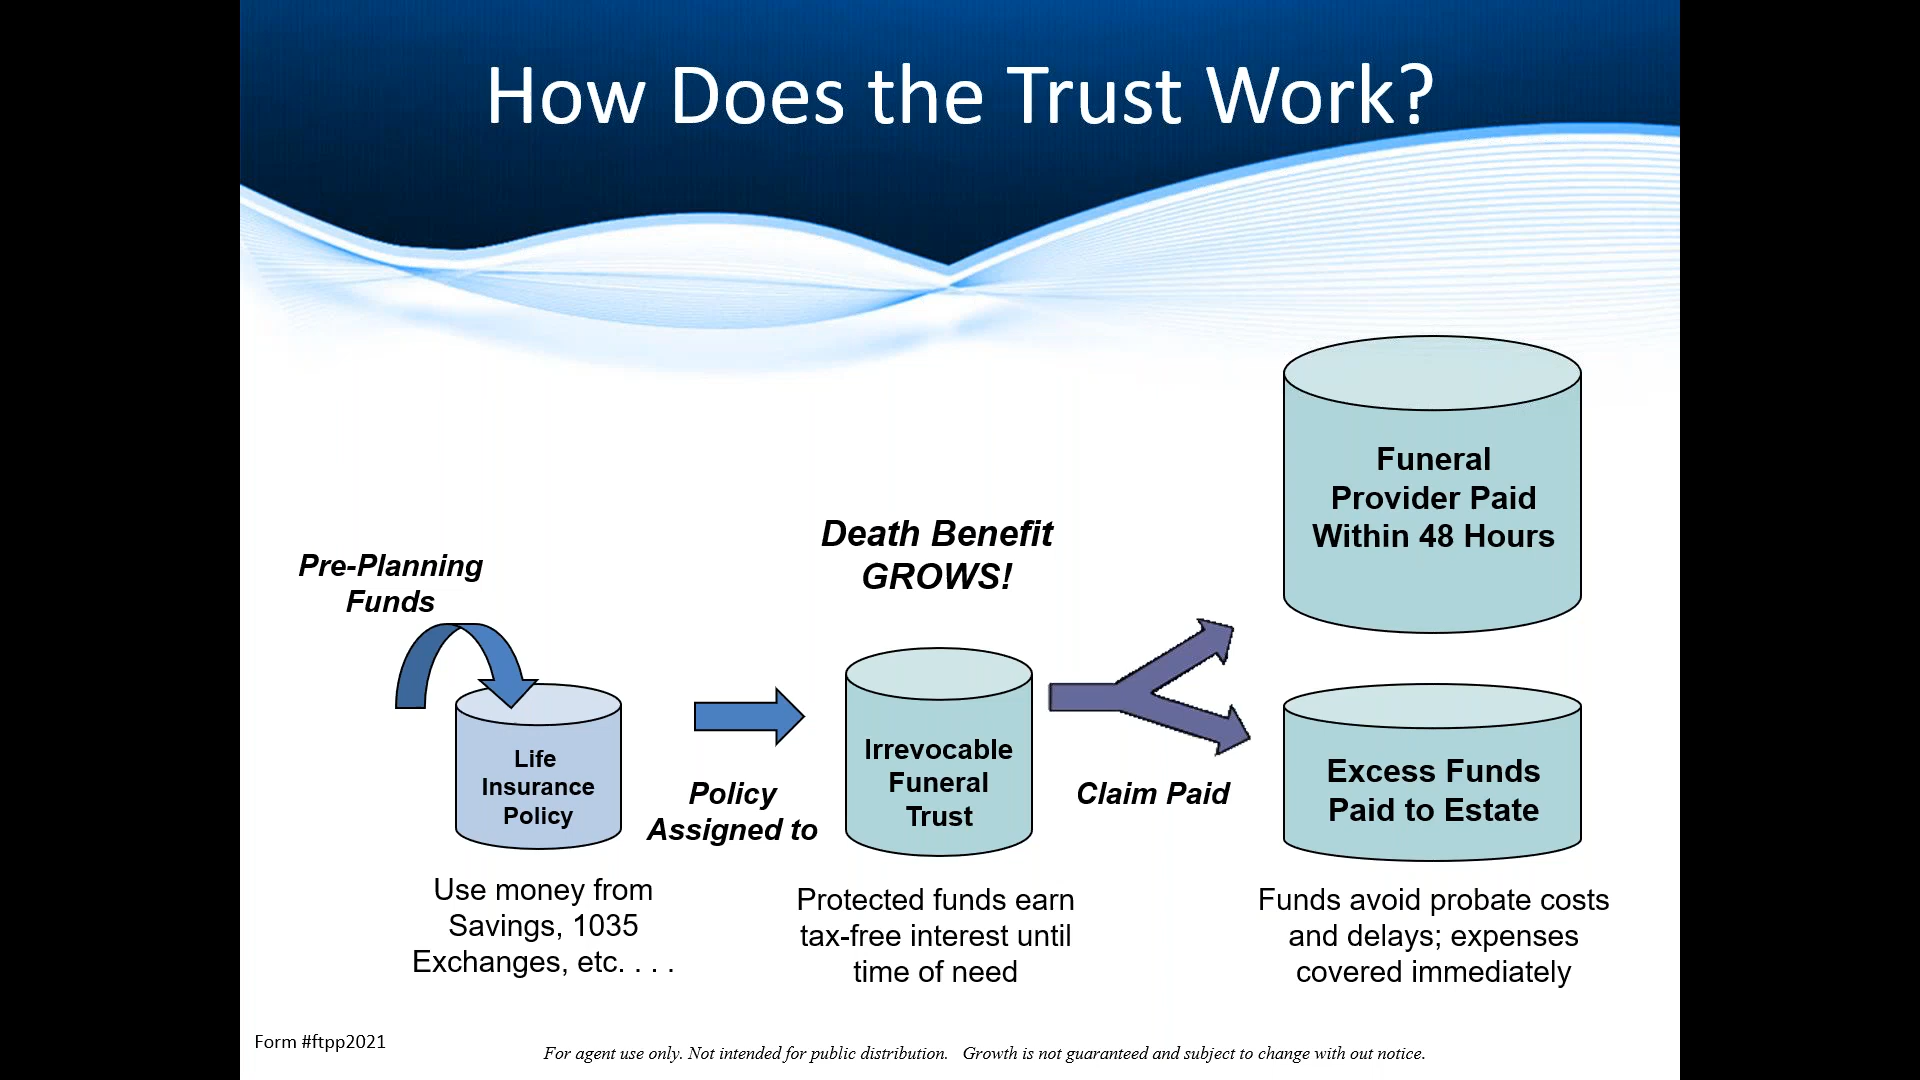 How Does the Trust Work?
Pre-Planning
Funds
Life
Insurance
Policy
Use money from
Savings, 1035
Exchanges, etc. . . .
Policy
Assigned to
Death Benefit
GROWS!
Irrevocable
Funeral
Trust
Protected funds earn
tax-free interest until
time of need
Claim Paid
Funeral
Provider Paid
Within 48 Hours
Excess Funds
Paid to Estate
Funds avoid probate costs
and delays; expenses
covered immediately
Form #ftpp2021
For agent use only. Not intended for public distribution. Growth is not guaranteed and subject to change with out notice.